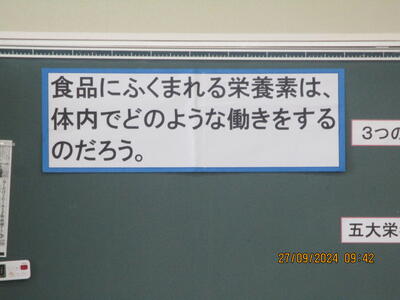 食品にふくまれる栄養素は、
体内でどのような働きをする
のだろう。
3つの
五大栄
27/09/2024 09:42